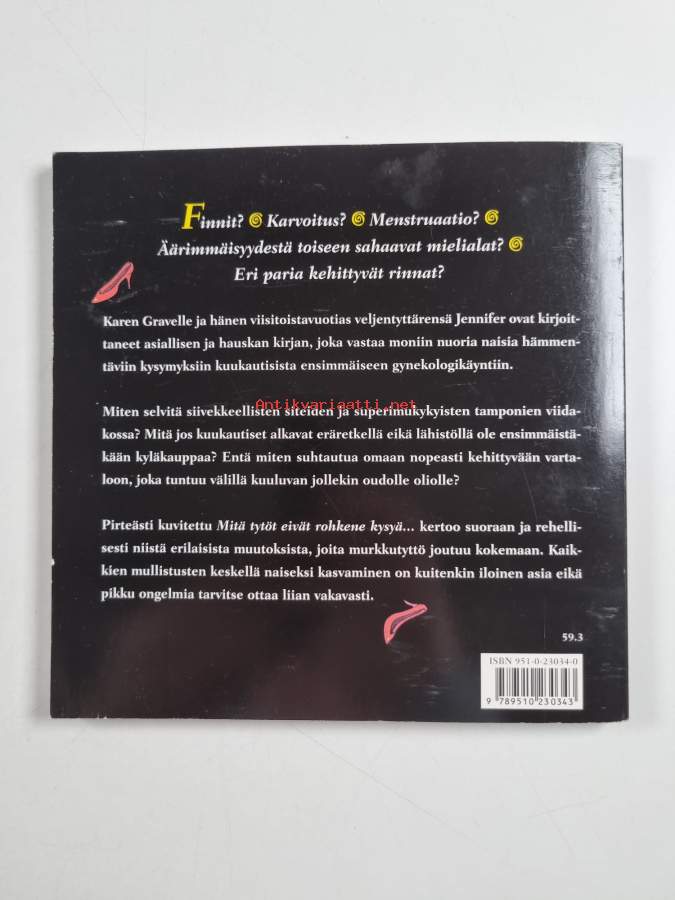 Finnit? Karvoitus? Menstruaatio?
Äärimmäisyydestä toiseen sahaavat mielialat?
Eri paria kehittyvät rinnat?
Karen Gravelle ja hänen viisitoistavuotias veljentyttärensä Jennifer ovat kirjoit-
taneet asiallisen ja hauskan kirjan, joka vastaa moniin nuoria naisia hämmen-
täviin kysymyksiin kuukautisista ensimmäiseen gynekologikäyntiin.
Antikvariaatti.net
Miten selvitä siivekkeellisten siteiden ja superimukykyisten tamponien viida-
kossa? Mitä jos kuukautiset alkavat eräretkellä eikä lähistöllä ole ensimmäistä-
kään kyläkauppaa? Entä miten suhtautua omaan nopeasti kehittyvään varta-
loon, joka tuntuu välillä kuuluvan jollekin oudolle oliolle?
Pirteästi kuvitettu Mitä tytöt eivät rohkene kysyä... kertoo suoraan ja rehelli-
sesti niistä erilaisista muutoksista, joita murkkutyttö joutuu kokemaan. Kaik-
kien mullistusten keskellä naiseksi kasvaminen on kuitenkin iloinen asia eikä
pikku ongelmia tarvitse ottaa liian vakavasti.
59.3
ISBN 951-0-23034-0
9 789510 230343